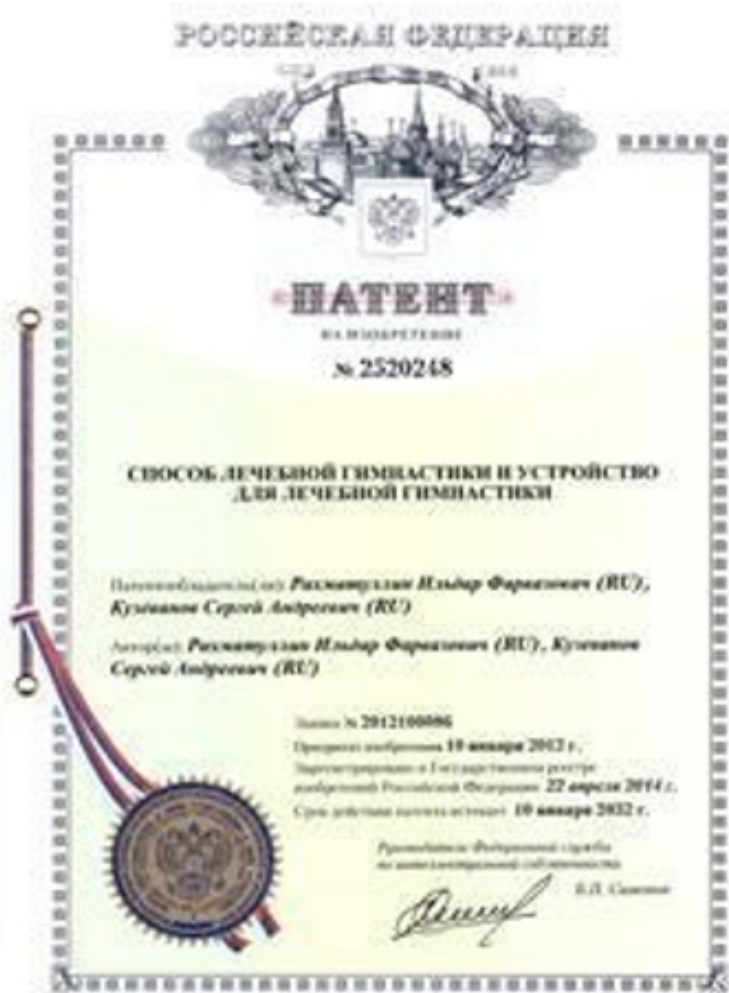 РОССИЙСКАЯ ФЕДЕРАЦИЯ
ПАТЕНТ
НА ИЗОБРЕТЕНИЕ
№ 2520248
СПОСОБ ЛЕЧЕБНОЙ ГИМНАСТИКИ И УСТРОЙСТВО
ДЛЯ ЛЕЧЕБНОЙ ГИМНАСТИКИ
Патентообладатель(ли): Рахматуллин Ильдар Фарвазович (RU),
Кузеванов Сергей Андреевич (RU)
Автор(ы): Рахматуллин Ильдар Фарвазович (RU), Кузеванов
Сергей Андреевич (RU)
Заявка № 2012100086
Приоритет изобретения 10 января 2012 г.
Зарегистрировано в Государственном реестре
изобретений Российской Федерации 22 апреля 2014 г.
Срок действия патента истекает 10 января 2032 г.
Руководитель Федеральной службы
по интеллектуальной собственности
Б.П. Симонов